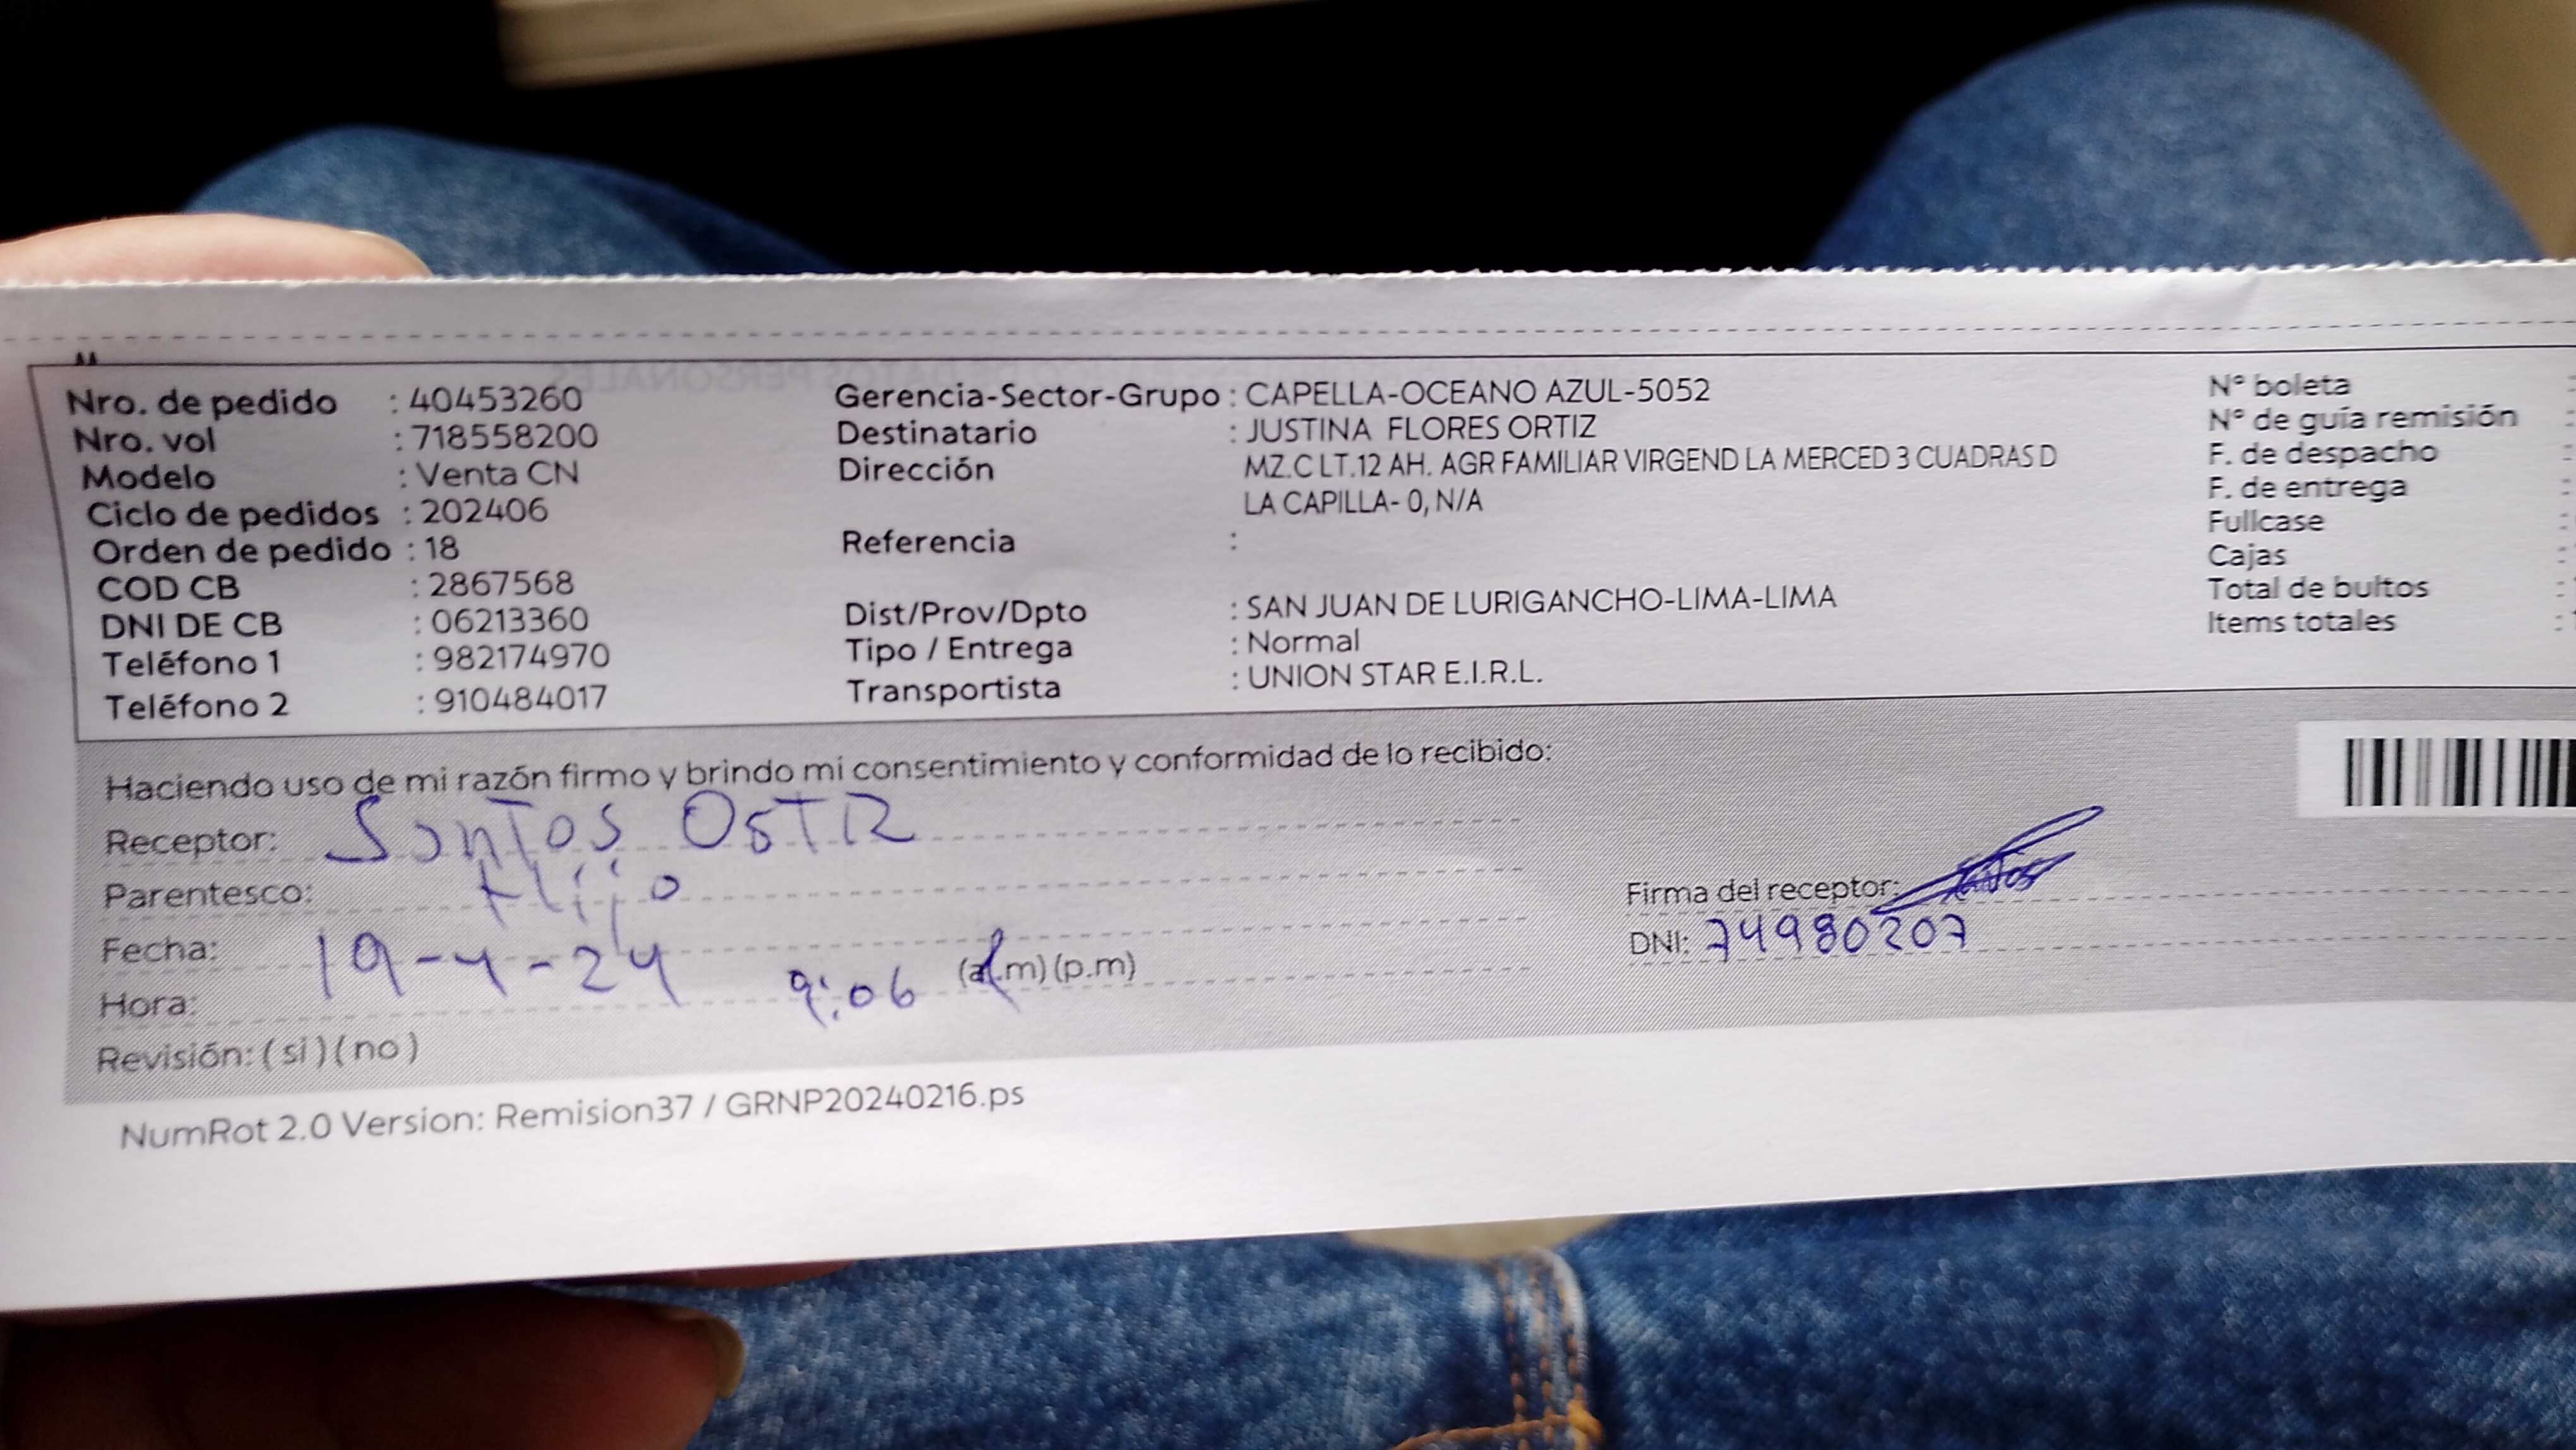 Nro. de pedido : 40453260
Nro. vol : 718558200
Modelo : Venta CN
Ciclo de pedidos : 202406
Orden de pedido : 18
COD CB : 2867568
DNI DE CB : 06213360
Teléfono 1 : 982174970
Teléfono 2 : 910484017
Gerencia-Sector-Grupo : CAPELLA-OCEANO AZUL-5052
Destinatario : JUSTINA FLORES ORTIZ
Dirección MZ.C LT.12 AH. AGR FAMILIAR VIRGEND LA MERCED 3 CUADRAS D
LA CAPILLA- 0, N/A
Referencia :
Dist/Prov/Dpto : SAN JUAN DE LURIGANCHO-LIMA-LIMA
Tipo / Entrega : Normal
Transportista : UNION STAR E.I.R.L.
N° boleta :
N° de guía remisión :
F. de despacho :
F. de entrega :
Fullcase :
Cajas :
Total de bultos :
Items totales :
Haciendo uso de mi razón firmo y brindo mi consentimiento y conformidad de lo recibido:
Receptor: Santos
Parentesco: Hijo
Fecha: 19-4-24
Hora: 9:06 (a.m) (p.m)
Revisión: ( si ) ( no )
Firma del receptor:
DNI: 74980207
NumRot 2.0 Version: Remision37 / GRNP20240216.ps